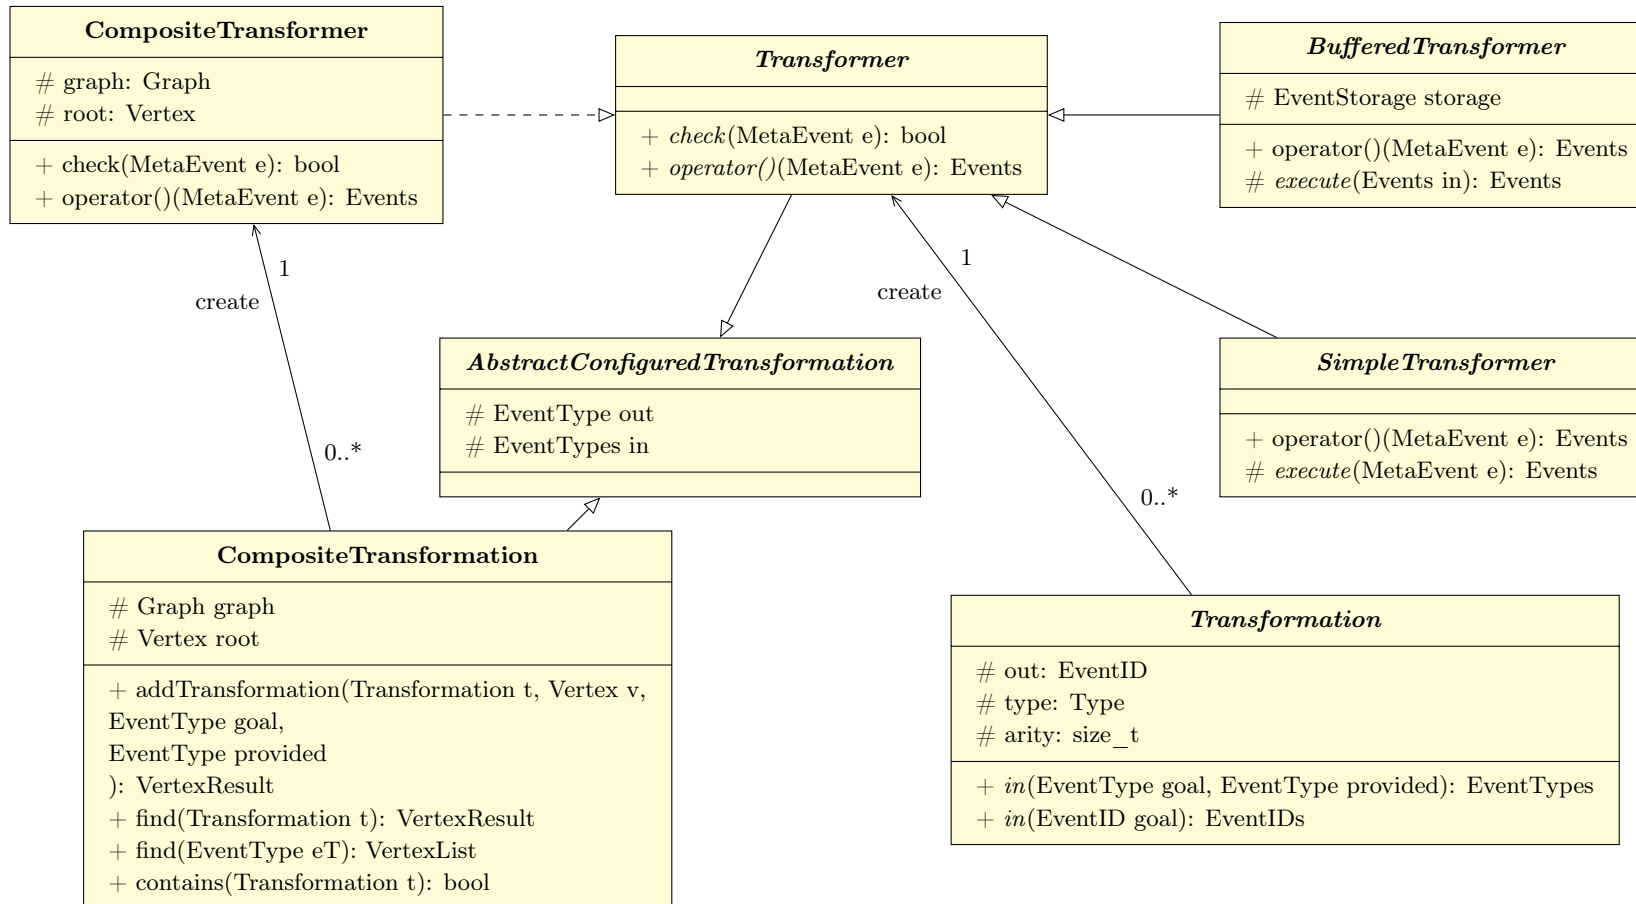 CompositeTransformer
# graph: Graph
# root: Vertex
+ check(MetaEvent e): bool
+ operator()(MetaEvent e): Events
Transformer
+ check(MetaEvent e): bool
+ operator()(MetaEvent e): Events
BufferedTransformer
# EventStorage storage
+ operator()(MetaEvent e): Events
# execute(Events in): Events
1
create
0..*
1
create
0..*
AbstractConfiguredTransformation
# EventType out
# EventTypes in
SimpleTransformer
+ operator()(MetaEvent e): Events
# execute(MetaEvent e): Events
CompositeTransformation
# Graph graph
# Vertex root
+ addTransformation(Transformation t, Vertex v,
EventType goal,
EventType provided
): VertexResult
+ find(Transformation t): VertexResult
+ find(EventType eT): VertexList
+ contains(Transformation t): bool
Transformation
# out: EventID
# type: Type
# arity: size_t
+ in(EventType goal, EventType provided): EventTypes
+ in(EventID goal): EventIDs